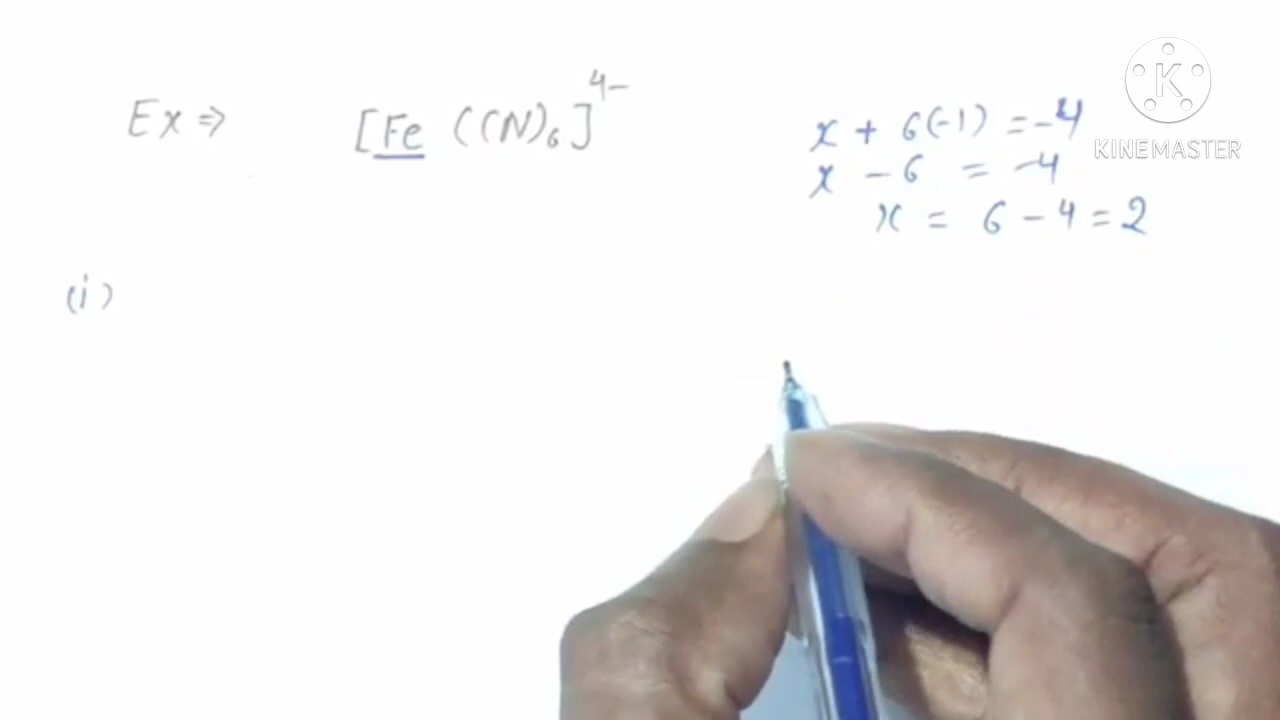 Ex ⇒ [Fe (CN)6]4-
x + 6(-1) = -4
x - 6 = -4
x = 6 - 4 = 2
(i)
K
KINEMASTER